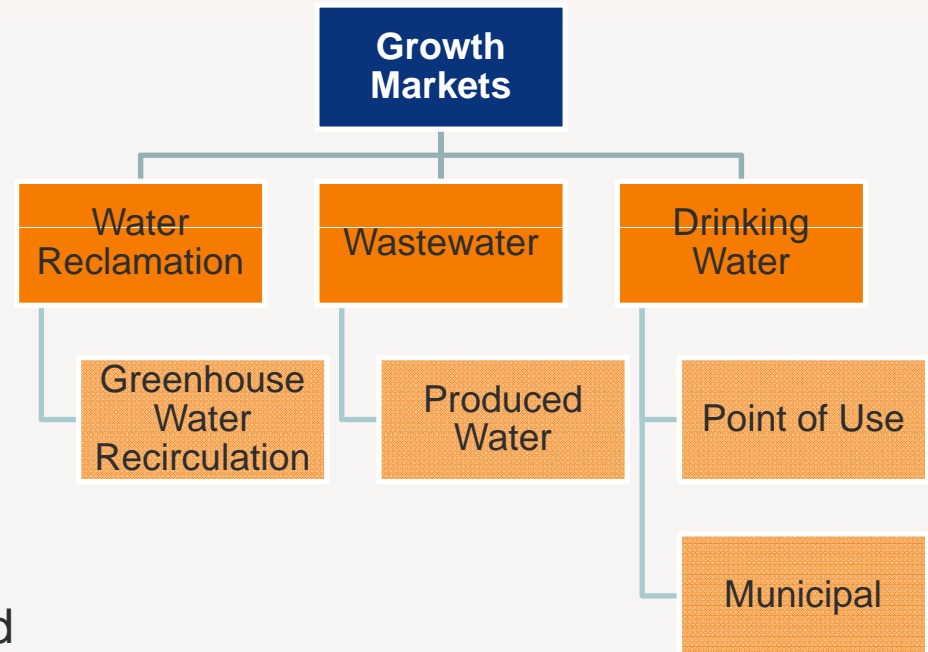 Growth
Markets
Water
Reclamation
Wastewater
Drinking
Water
Greenhouse
Water
Recirculation
Produced
Water
Point of Use
Municipal
d